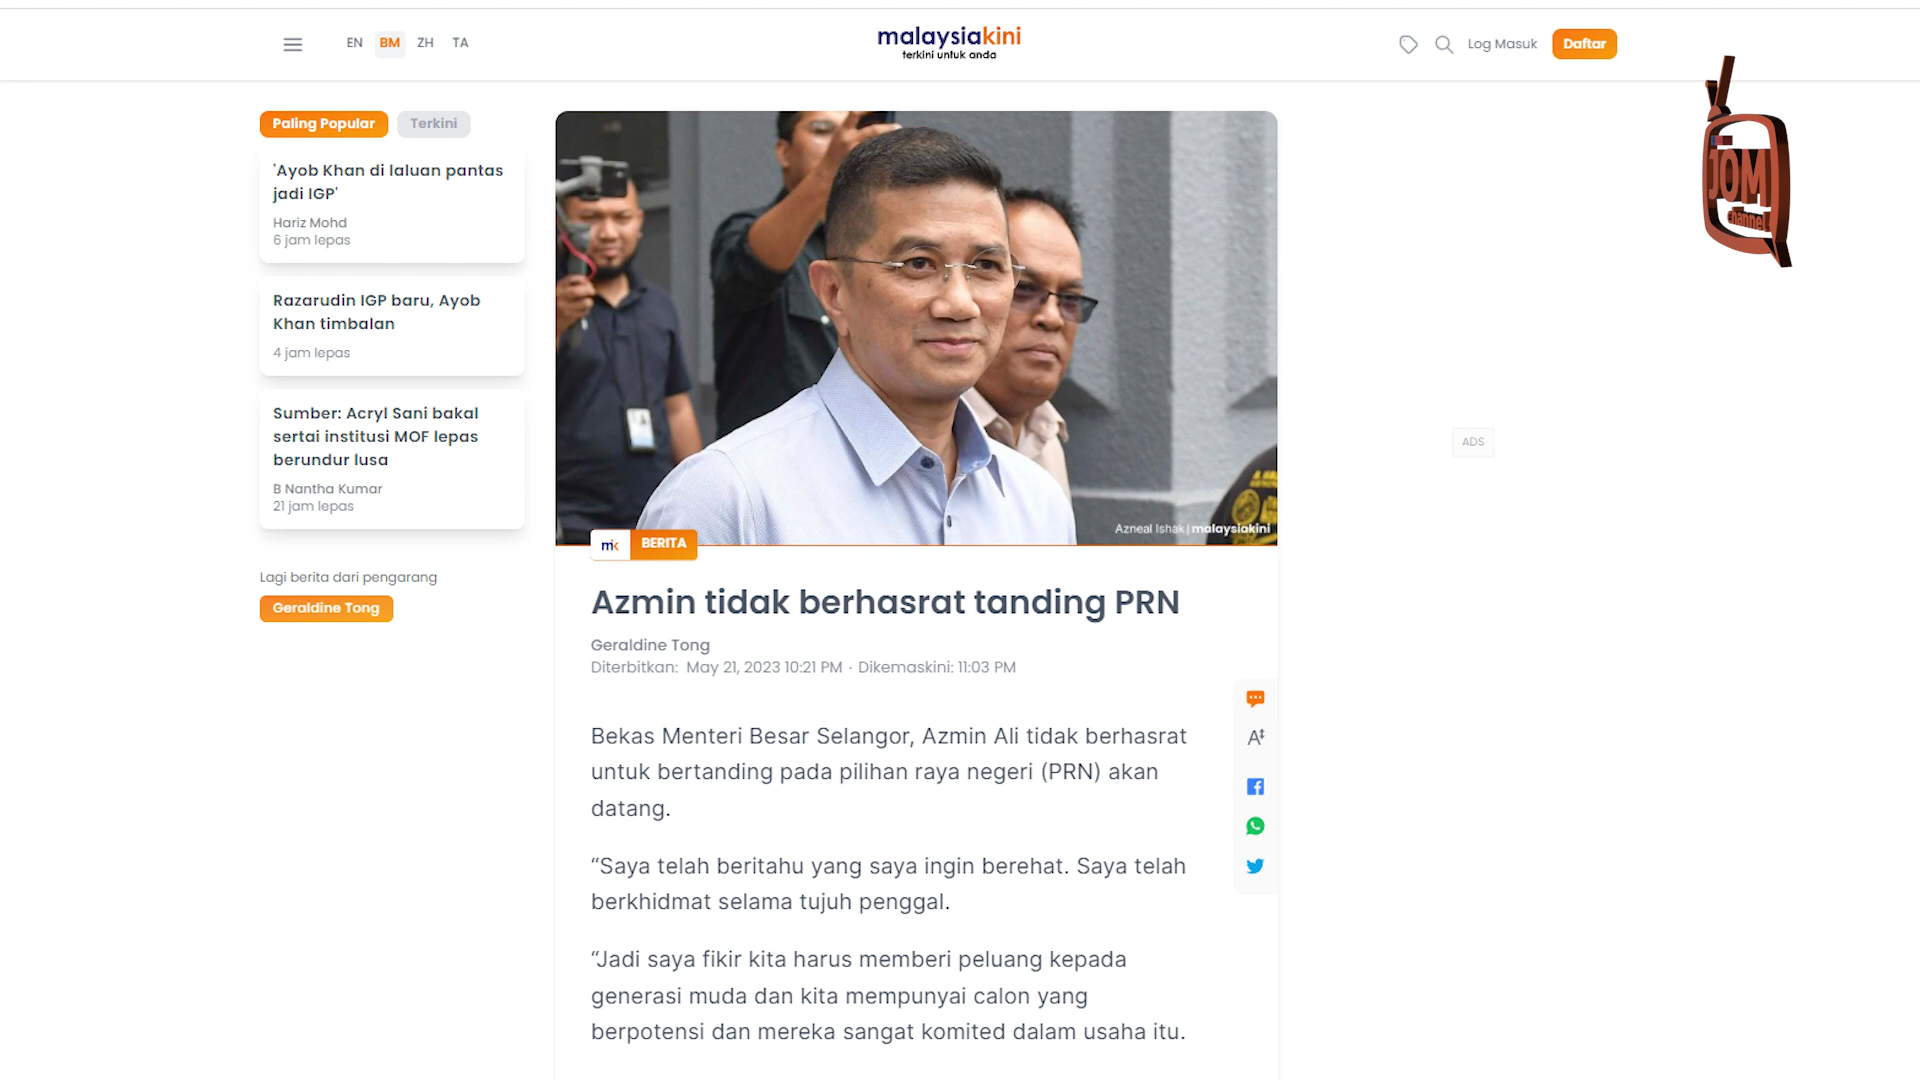 EN BM ZH TA
malaysiakini
terkini untuk anda
Log Masuk
Daftar
JOM
Channel
Paling Popular
Terkini
'Ayob Khan di laluan pantas
jadi IGP'
Hariz Mohd
6 jam lepas
Razarudin IGP baru, Ayob
Khan timbalan
4 jam lepas
Sumber: Acryl Sani bakal
sertai institusi MOF lepas
berundur lusa
B Nantha Kumar
21 jam lepas
Lagi berita dari pengarang
Geraldine Tong
Azneal Ishak | malaysiakini
mk BERITA
Azmin tidak berhasrat tanding PRN
Geraldine Tong
Diterbitkan: May 21, 2023 10:21 PM · Dikemaskini: 11:03 PM
Bekas Menteri Besar Selangor, Azmin Ali tidak berhasrat
untuk bertanding pada pilihan raya negeri (PRN) akan
datang.
“Saya telah beritahu yang saya ingin berehat. Saya telah
berkhidmat selama tujuh penggal.
“Jadi saya fikir kita harus memberi peluang kepada
generasi muda dan kita mempunyai calon yang
berpotensi dan mereka sangat komited dalam usaha itu.
A
ADS